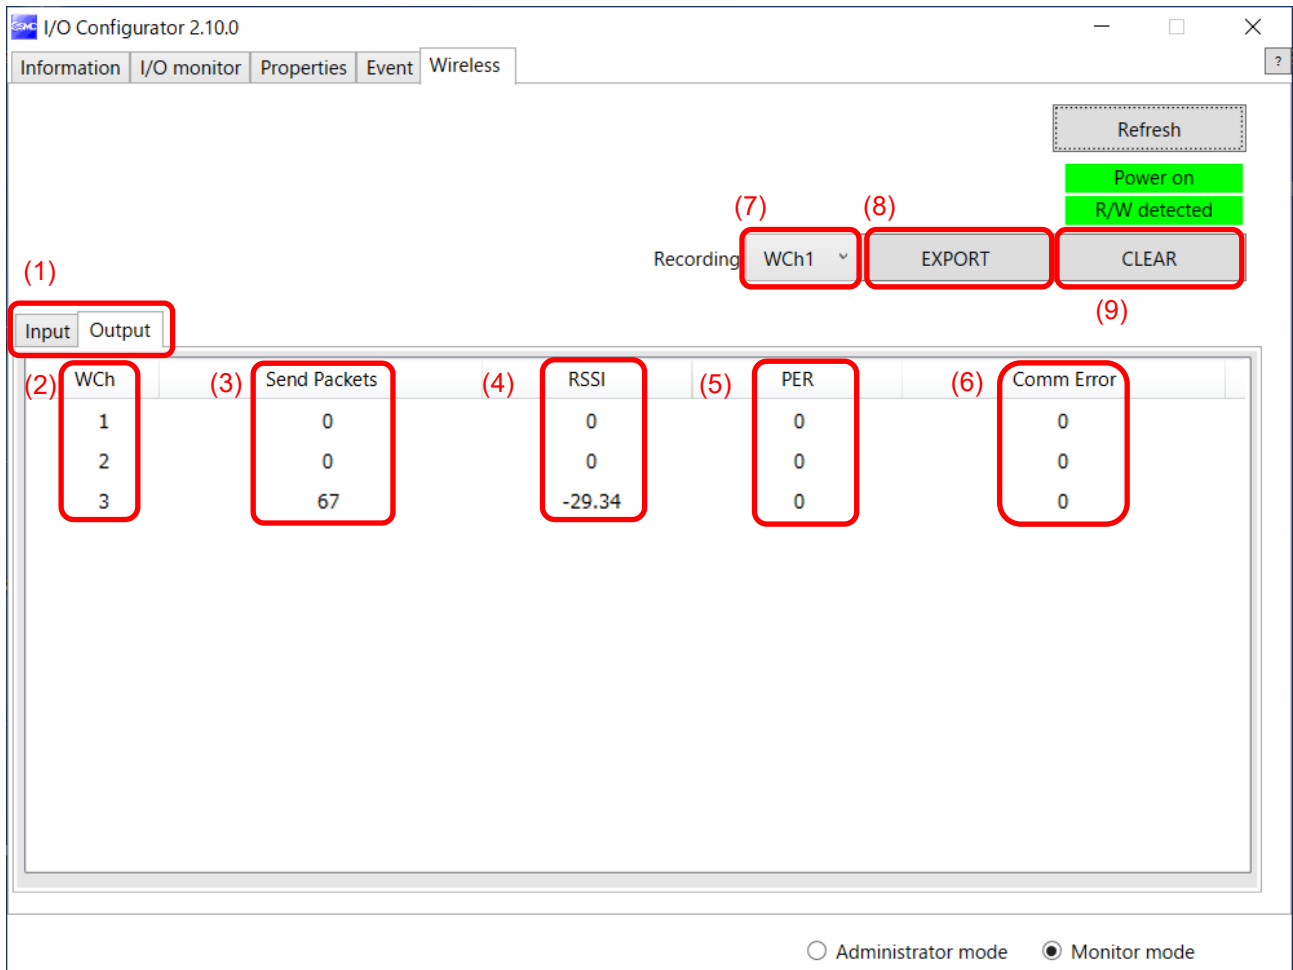 SMC I/O Configurator 2.10.0
Information I/O monitor Properties Event Wireless ?
Refresh
Power on
R/W detected
(7) (8)
Recording WCh1 EXPORT CLEAR
(1)
(9)
Input Output
(2) WCh (3) Send Packets (4) RSSI (5) PER (6) Comm Error
1 0 0 0 0
2 0 0 0 0
3 67 -29.34 0 0
Administrator mode Monitor mode